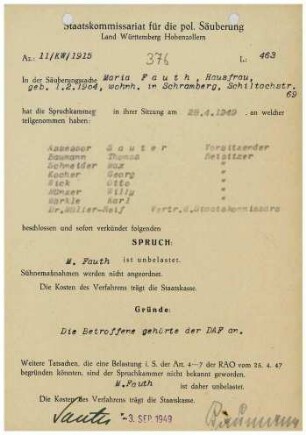 Staatskommissariat für die pol. Säuberung
Land Württemberg Hohenzollern
Az.: 11/KW/1915 376 L: 463
In der Säuberungssache Maria Fauth, Hausfrau,
geb. 1.2.1904, wohnh. in Schramberg, Schiltachstr.
69
hat die Spruchkammer in ihrer Sitzung am 28.4.1949, an welcher
teilgenommen haben:
Assessor Sauter Vorsitzender
Baumann Thomas Beisitzer
Schneider Max "
Kocher Georg "
Wick Otto "
Münzer Willy "
Märkle Karl "
Dr. Müller-Reif Vertr. d. Staatskommissars
beschlossen und sofort verkündet folgenden
SPRUCH:
M. Fauth ist unbelastet.
Sühnemaßnahmen werden nicht angeordnet.
Die Kosten des Verfahrens trägt die Staatskasse.
Gründe:
Die Betroffene gehörte der DAF an.
Weitere Tatsachen, die eine Belastung i. S. der Art. 4—7 der RAO vom 25. 4. 47
begründen könnten, sind der Sprachkammer nicht bekannt geworden.
M. Fauth ist daher unbelastet.
Die Kosten des Verfahrens trägt die Staatskasse.
Sauter -3. SEP. 1949 Baumann